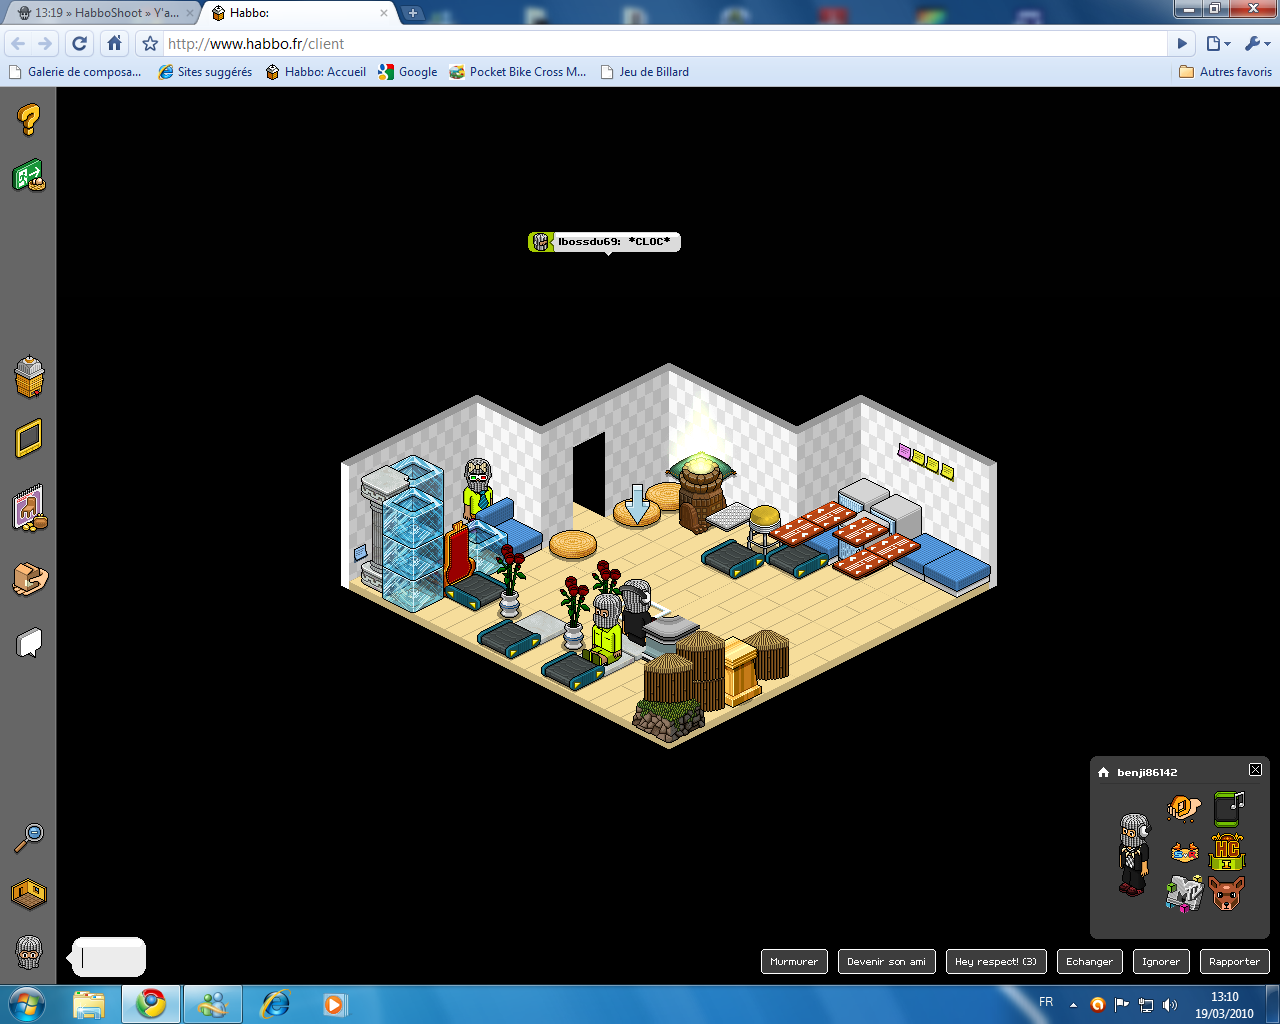 13:19 » HabboShoot » Y'a...
Habbo:
http://www.habbo.fr/client
Galerie de composa...
Sites suggérés
Habbo: Accueil
Google
Pocket Bike Cross M...
Jeu de Billard
Autres favoris
lbossdu69: *CLOC*
benji86142
HC
I
Murmurer
Devenir son ami
Hey respect! (3)
Echanger
Ignorer
Rapporter
FR
13:10
19/03/2010